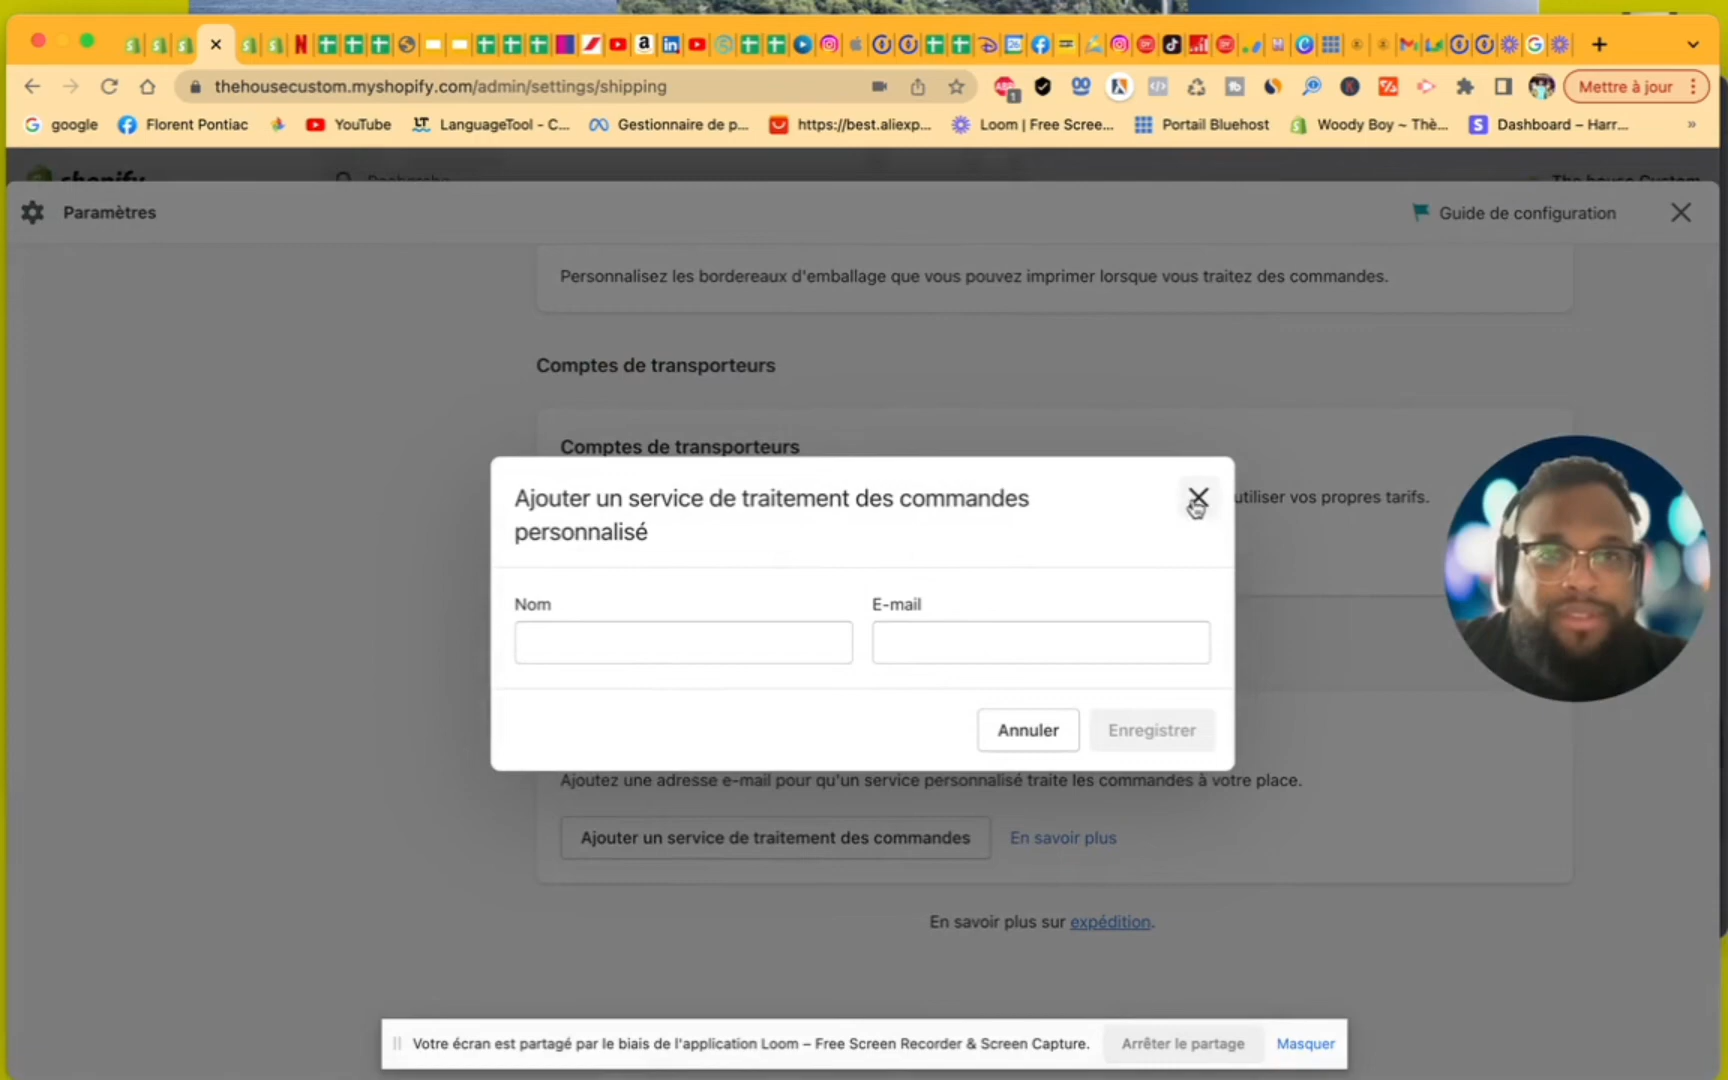 thehousecustom.myshopify.com/admin/settings/shipping
Mettre à jour
google
Florent Pontiac
YouTube
LanguageTool - C...
Gestionnaire de p...
https://best.aliexp...
Loom | Free Scree...
Portail Bluehost
Woody Boy ~ Thè...
Dashboard – Harr...
»
shopify
Recherche
The house Custom
Paramètres
Guide de configuration
Personnalisez les bordereaux d'emballage que vous pouvez imprimer lorsque vous traitez des commandes.
Comptes de transporteurs
Comptes de transporteurs
utiliser vos propres tarifs.
Ajouter un service de traitement des commandes
personnalisé
Nom
E-mail
Annuler
Enregistrer
Ajoutez une adresse e-mail pour qu'un service personnalisé traite les commandes à votre place.
Ajouter un service de traitement des commandes
En savoir plus
En savoir plus sur expédition.
Votre écran est partagé par le biais de l'application Loom – Free Screen Recorder & Screen Capture.
Arrêter le partage
Masquer